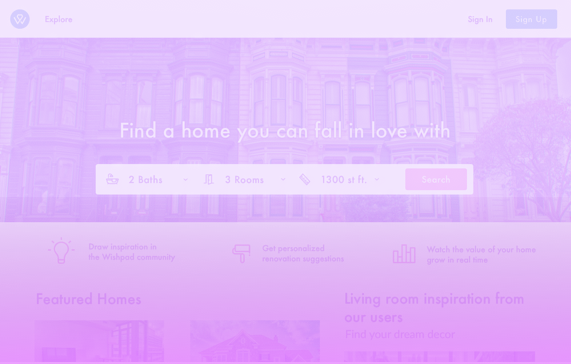 Explore
Sign In
Sign Up
Find a home you can fall in love with
2 Baths
3 Rooms
1300 st ft.
Search
Draw inspiration in
the Wishpad community
Get personalized
renovation suggestions
Watch the value of your home
grow in real time
Featured Homes
Living room inspiration from
our users
Find your dream decor